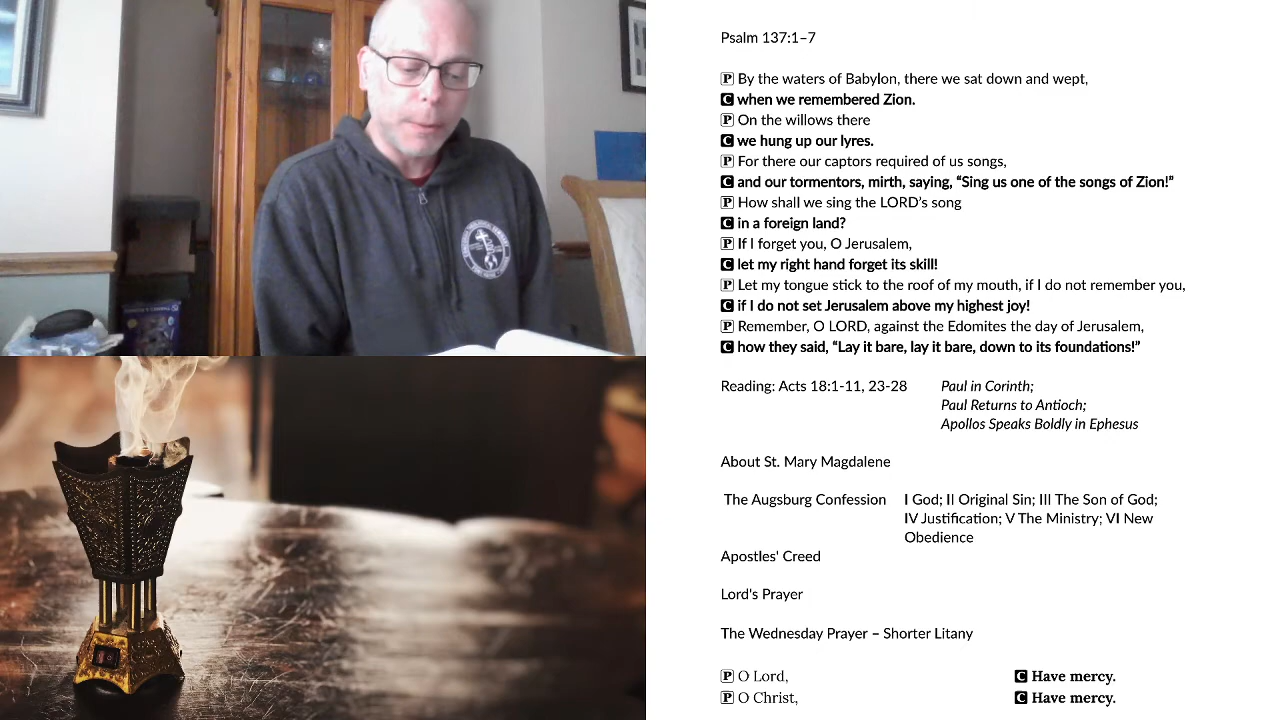 Psalm 137:1–7
P By the waters of Babylon, there we sat down and wept,
C when we remembered Zion.
P On the willows there
C we hung up our lyres.
P For there our captors required of us songs,
C and our tormentors, mirth, saying, “Sing us one of the songs of Zion!”
P How shall we sing the LORD’s song
C in a foreign land?
P If I forget you, O Jerusalem,
C let my right hand forget its skill!
P Let my tongue stick to the roof of my mouth, if I do not remember you,
C if I do not set Jerusalem above my highest joy!
P Remember, O LORD, against the Edomites the day of Jerusalem,
C how they said, “Lay it bare, lay it bare, down to its foundations!”
Reading: Acts 18:1-11, 23-28 Paul in Corinth;
Paul Returns to Antioch;
Apollos Speaks Boldly in Ephesus
About St. Mary Magdalene
The Augsburg Confession I God; II Original Sin; III The Son of God;
IV Justification; V The Ministry; VI New
Obedience
Apostles' Creed
Lord's Prayer
The Wednesday Prayer – Shorter Litany
P O Lord, C Have mercy.
P O Christ, C Have mercy.